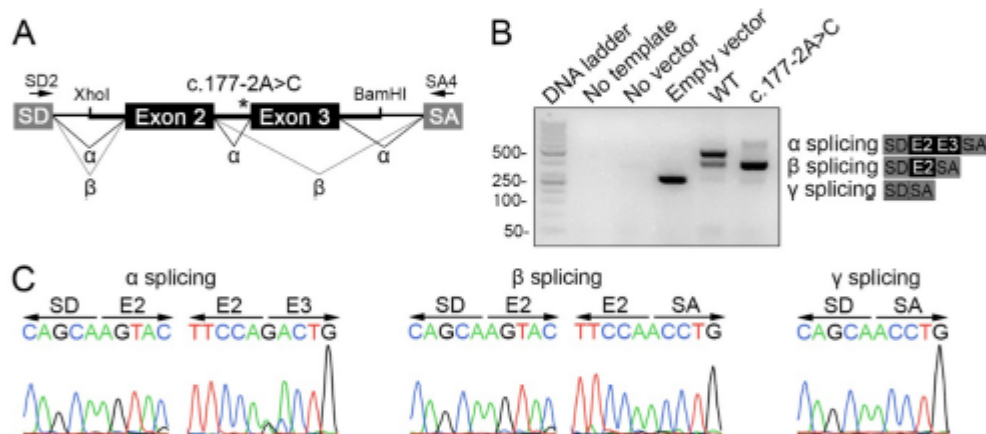 A
c.177-2A>C
SD2
XhoI
*
BamHI
SA4
SD
Exon 2
Exon 3
SA
α
α
α
β
β
B
DNA ladder
No template
No vector
Empty vector
WT
c.177-2A>C
500-
250-
100-
50-
α splicing SD E2 E3 SA
β splicing SD E2 SA
γ splicing SD SA
C
α splicing
SD E2 E2 E3
CAGCAAGTAC TTCCAGACTG
β splicing
SD E2 E2 SA
CAGCAAGTAC TTCCAACCTG
γ splicing
SD SA
CAGCAACCTG